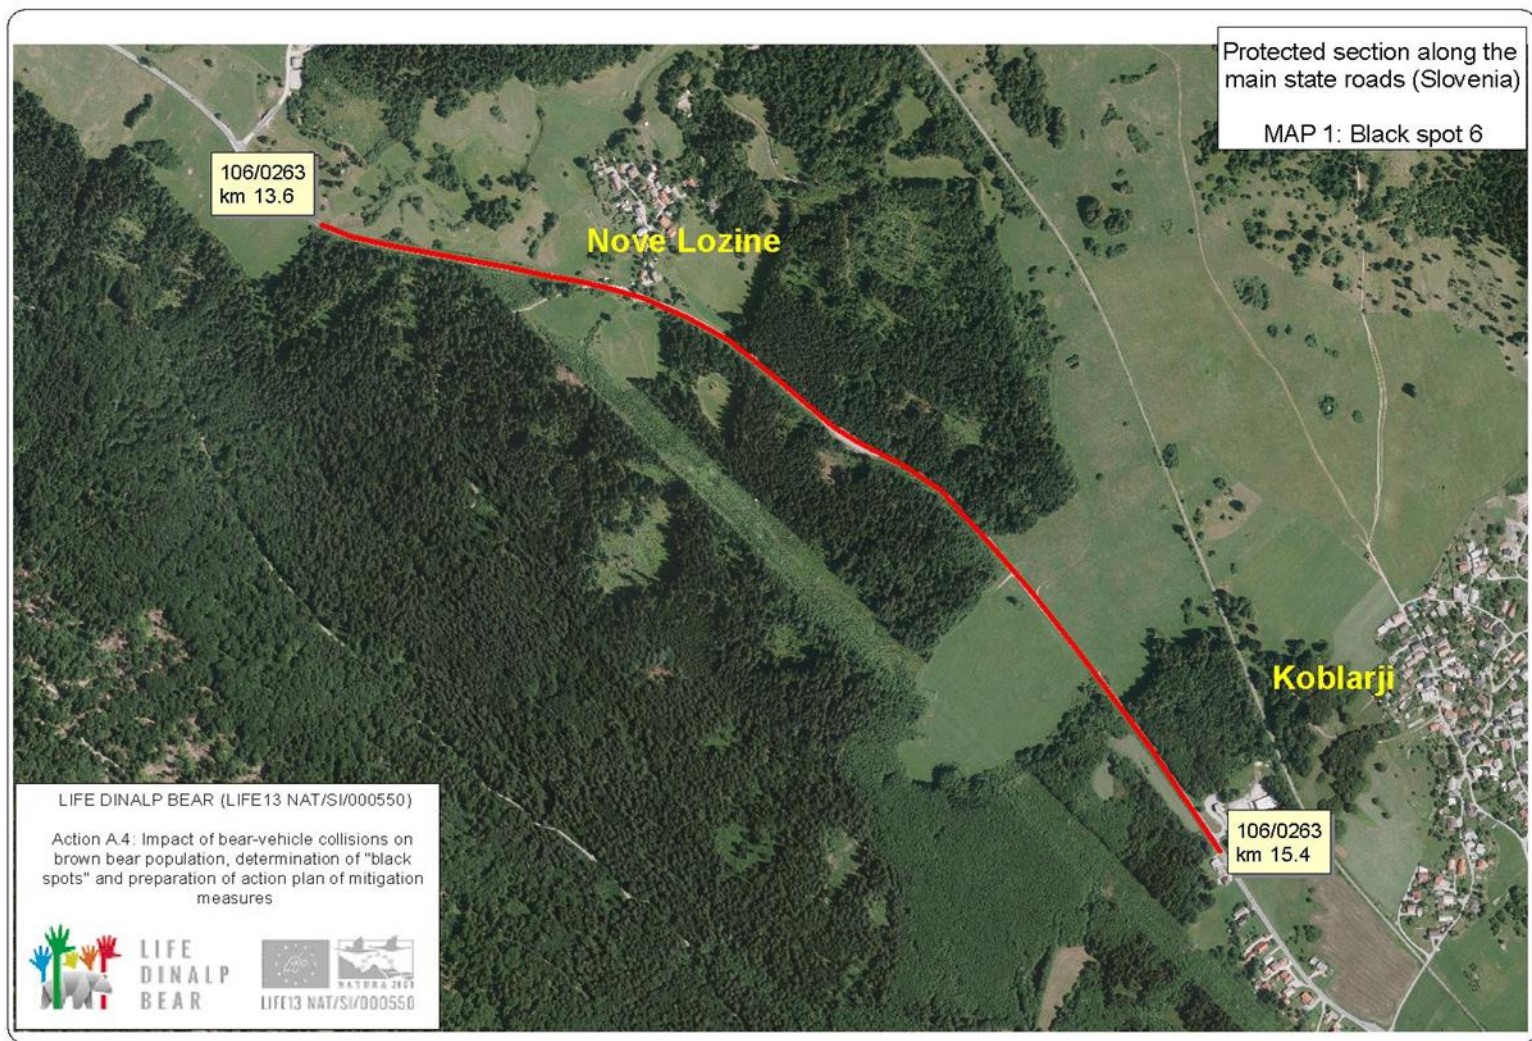 Protected section along the
main state roads (Slovenia)
MAP 1: Black spot 6
106/0263
km 13.6
Nove Lozine
Koblarji
106/0263
km 15.4
LIFE DINALP BEAR (LIFE13 NAT/SI/000550)
Action A.4: Impact of bear-vehicle collisions on
brown bear population, determination of "black
spots" and preparation of action plan of mitigation
measures
LIFE
DINALP
BEAR
Life
NATURA 2000
LIFE13 NAT/SI/000550